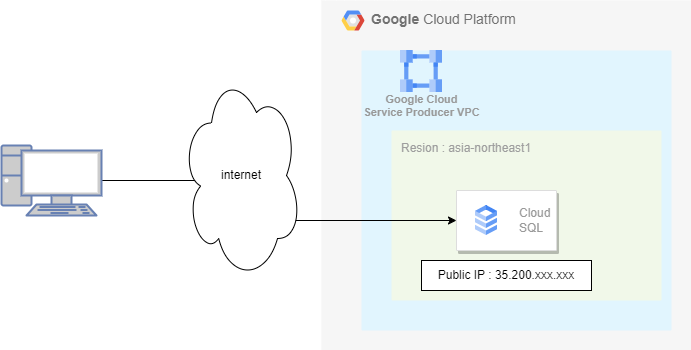 Google Cloud Platform
Google Cloud
Service Producer VPC
internet
Resion : asia-northeast1
Cloud
SQL
Public IP : 35.200.xxx.xxx